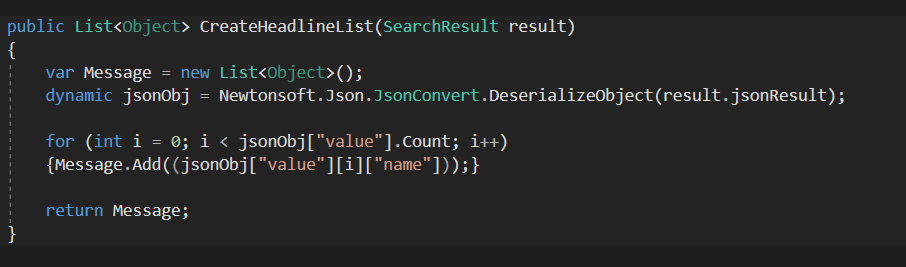 public List<Object> CreateHeadlineList(SearchResult result)
{
var Message = new List<Object>();
dynamic jsonObj = Newtonsoft.Json.JsonConvert.DeserializeObject(result.jsonResult);
for (int i = 0; i < jsonObj["value"].Count; i++)
{Message.Add((jsonObj["value"][i]["name"]));}
return Message;
}